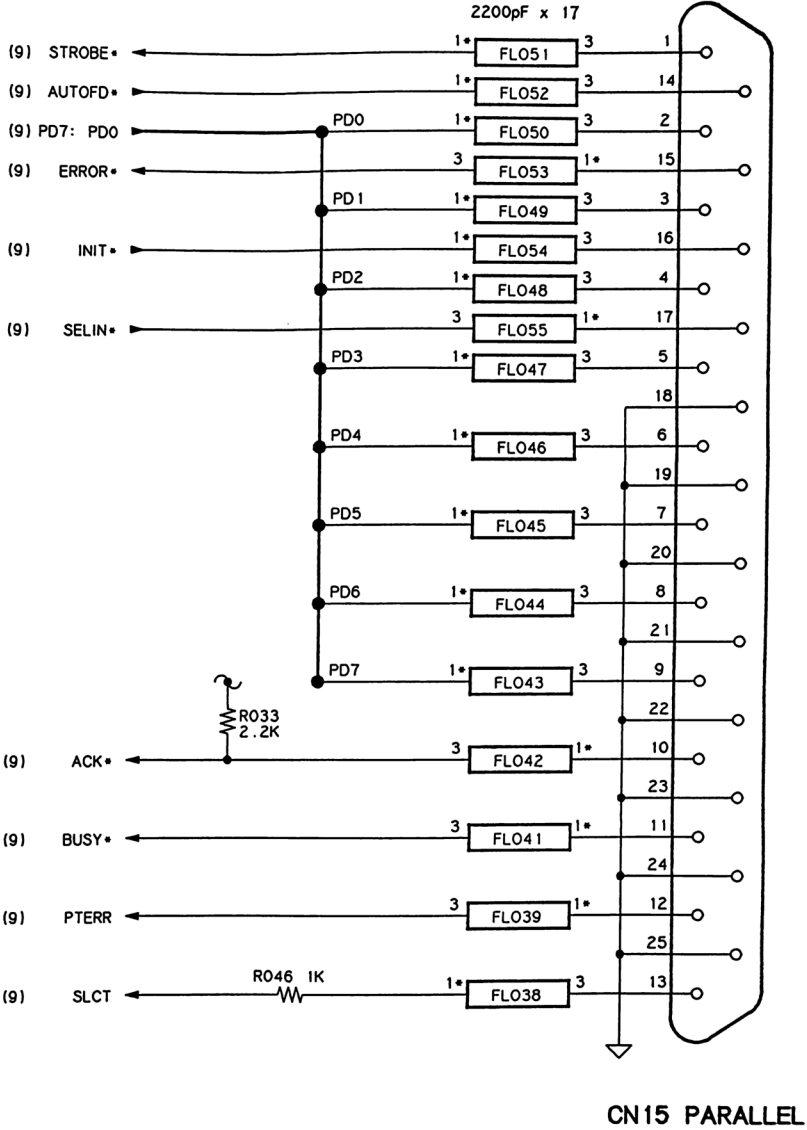 2200pF x 17
(9) STROBE* 1* FL051 3 1
(9) AUTOFD* 1* FL052 3 14
(9) PD7: PD0 PD0 1* FL050 3 2
(9) ERROR* 3 FL053 1* 15
PD1 1* FL049 3 3
(9) INIT* 1* FL054 3 16
PD2 1* FL048 3 4
(9) SELIN* 3 FL055 1* 17
PD3 1* FL047 3 5
18
PD4 1* FL046 3 6
19
PD5 1* FL045 3 7
20
PD6 1* FL044 3 8
21
PD7 1* FL043 3 9
R033
2.2K
22
(9) ACK* 3 FL042 1* 10
23
(9) BUSY* 3 FL041 1* 11
24
(9) PTERR 3 FL039 1* 12
25
(9) SLCT R046 1K 1* FL038 3 13
CN15 PARALLEL